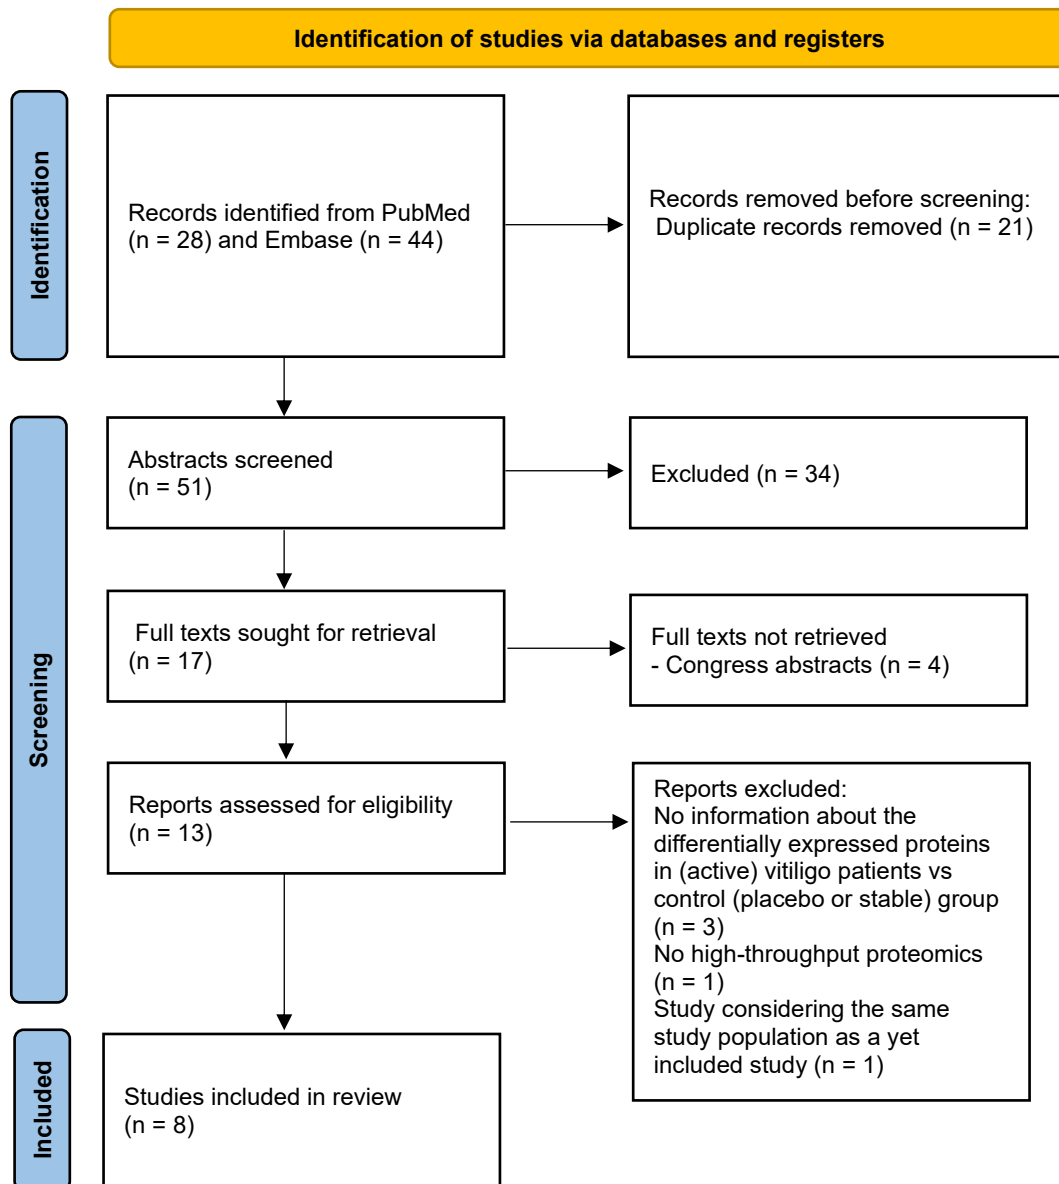 Identification of studies via databases and registers
Identification
Records identified from PubMed
(n = 28) and Embase (n = 44)
Records removed before screening:
Duplicate records removed (n = 21)
Screening
Abstracts screened
(n = 51)
Excluded (n = 34)
Full texts sought for retrieval
(n = 17)
Full texts not retrieved
- Congress abstracts (n = 4)
Reports assessed for eligibility
(n = 13)
Reports excluded:
No information about the
differentially expressed proteins
in (active) vitiligo patients vs
control (placebo or stable) group
(n = 3)
No high-throughput proteomics
(n = 1)
Study considering the same
study population as a yet
included study (n = 1)
Included
Studies included in review
(n = 8)